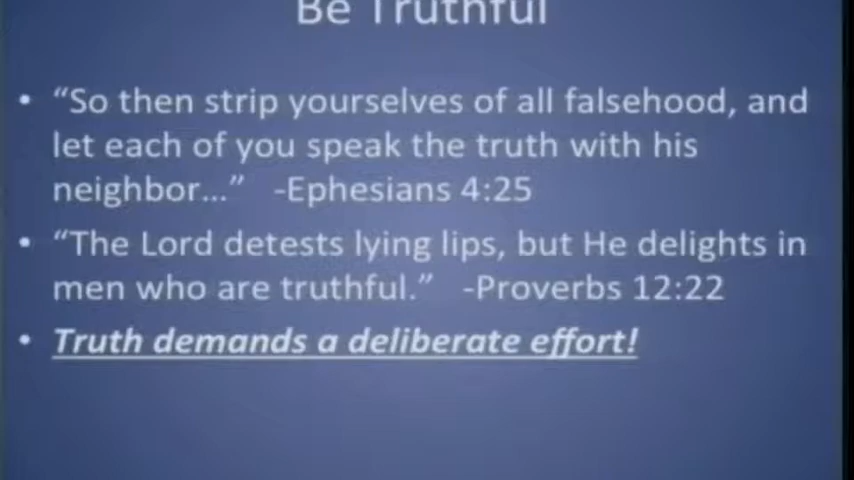 Be Truthful
• “So then strip yourselves of all falsehood, and
let each of you speak the truth with his
neighbor...” -Ephesians 4:25
• “The Lord detests lying lips, but He delights in
men who are truthful.” -Proverbs 12:22
• Truth demands a deliberate effort!